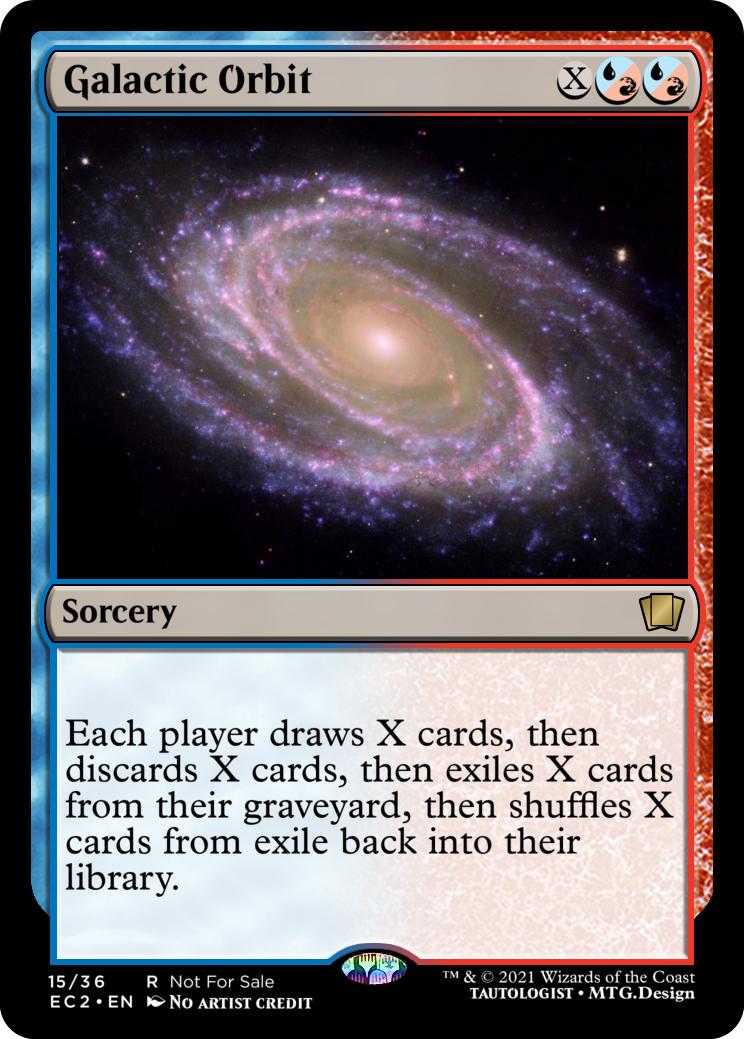 Galactic Orbit X
Sorcery
Each player draws X cards, then
discards X cards, then exiles X cards
from their graveyard, then shuffles X
cards from exile back into their
library.
15/36 R Not For Sale
EC2 • EN No artist credit
™ & © 2021 Wizards of the Coast
TAUTOLOGIST • MTG.Design